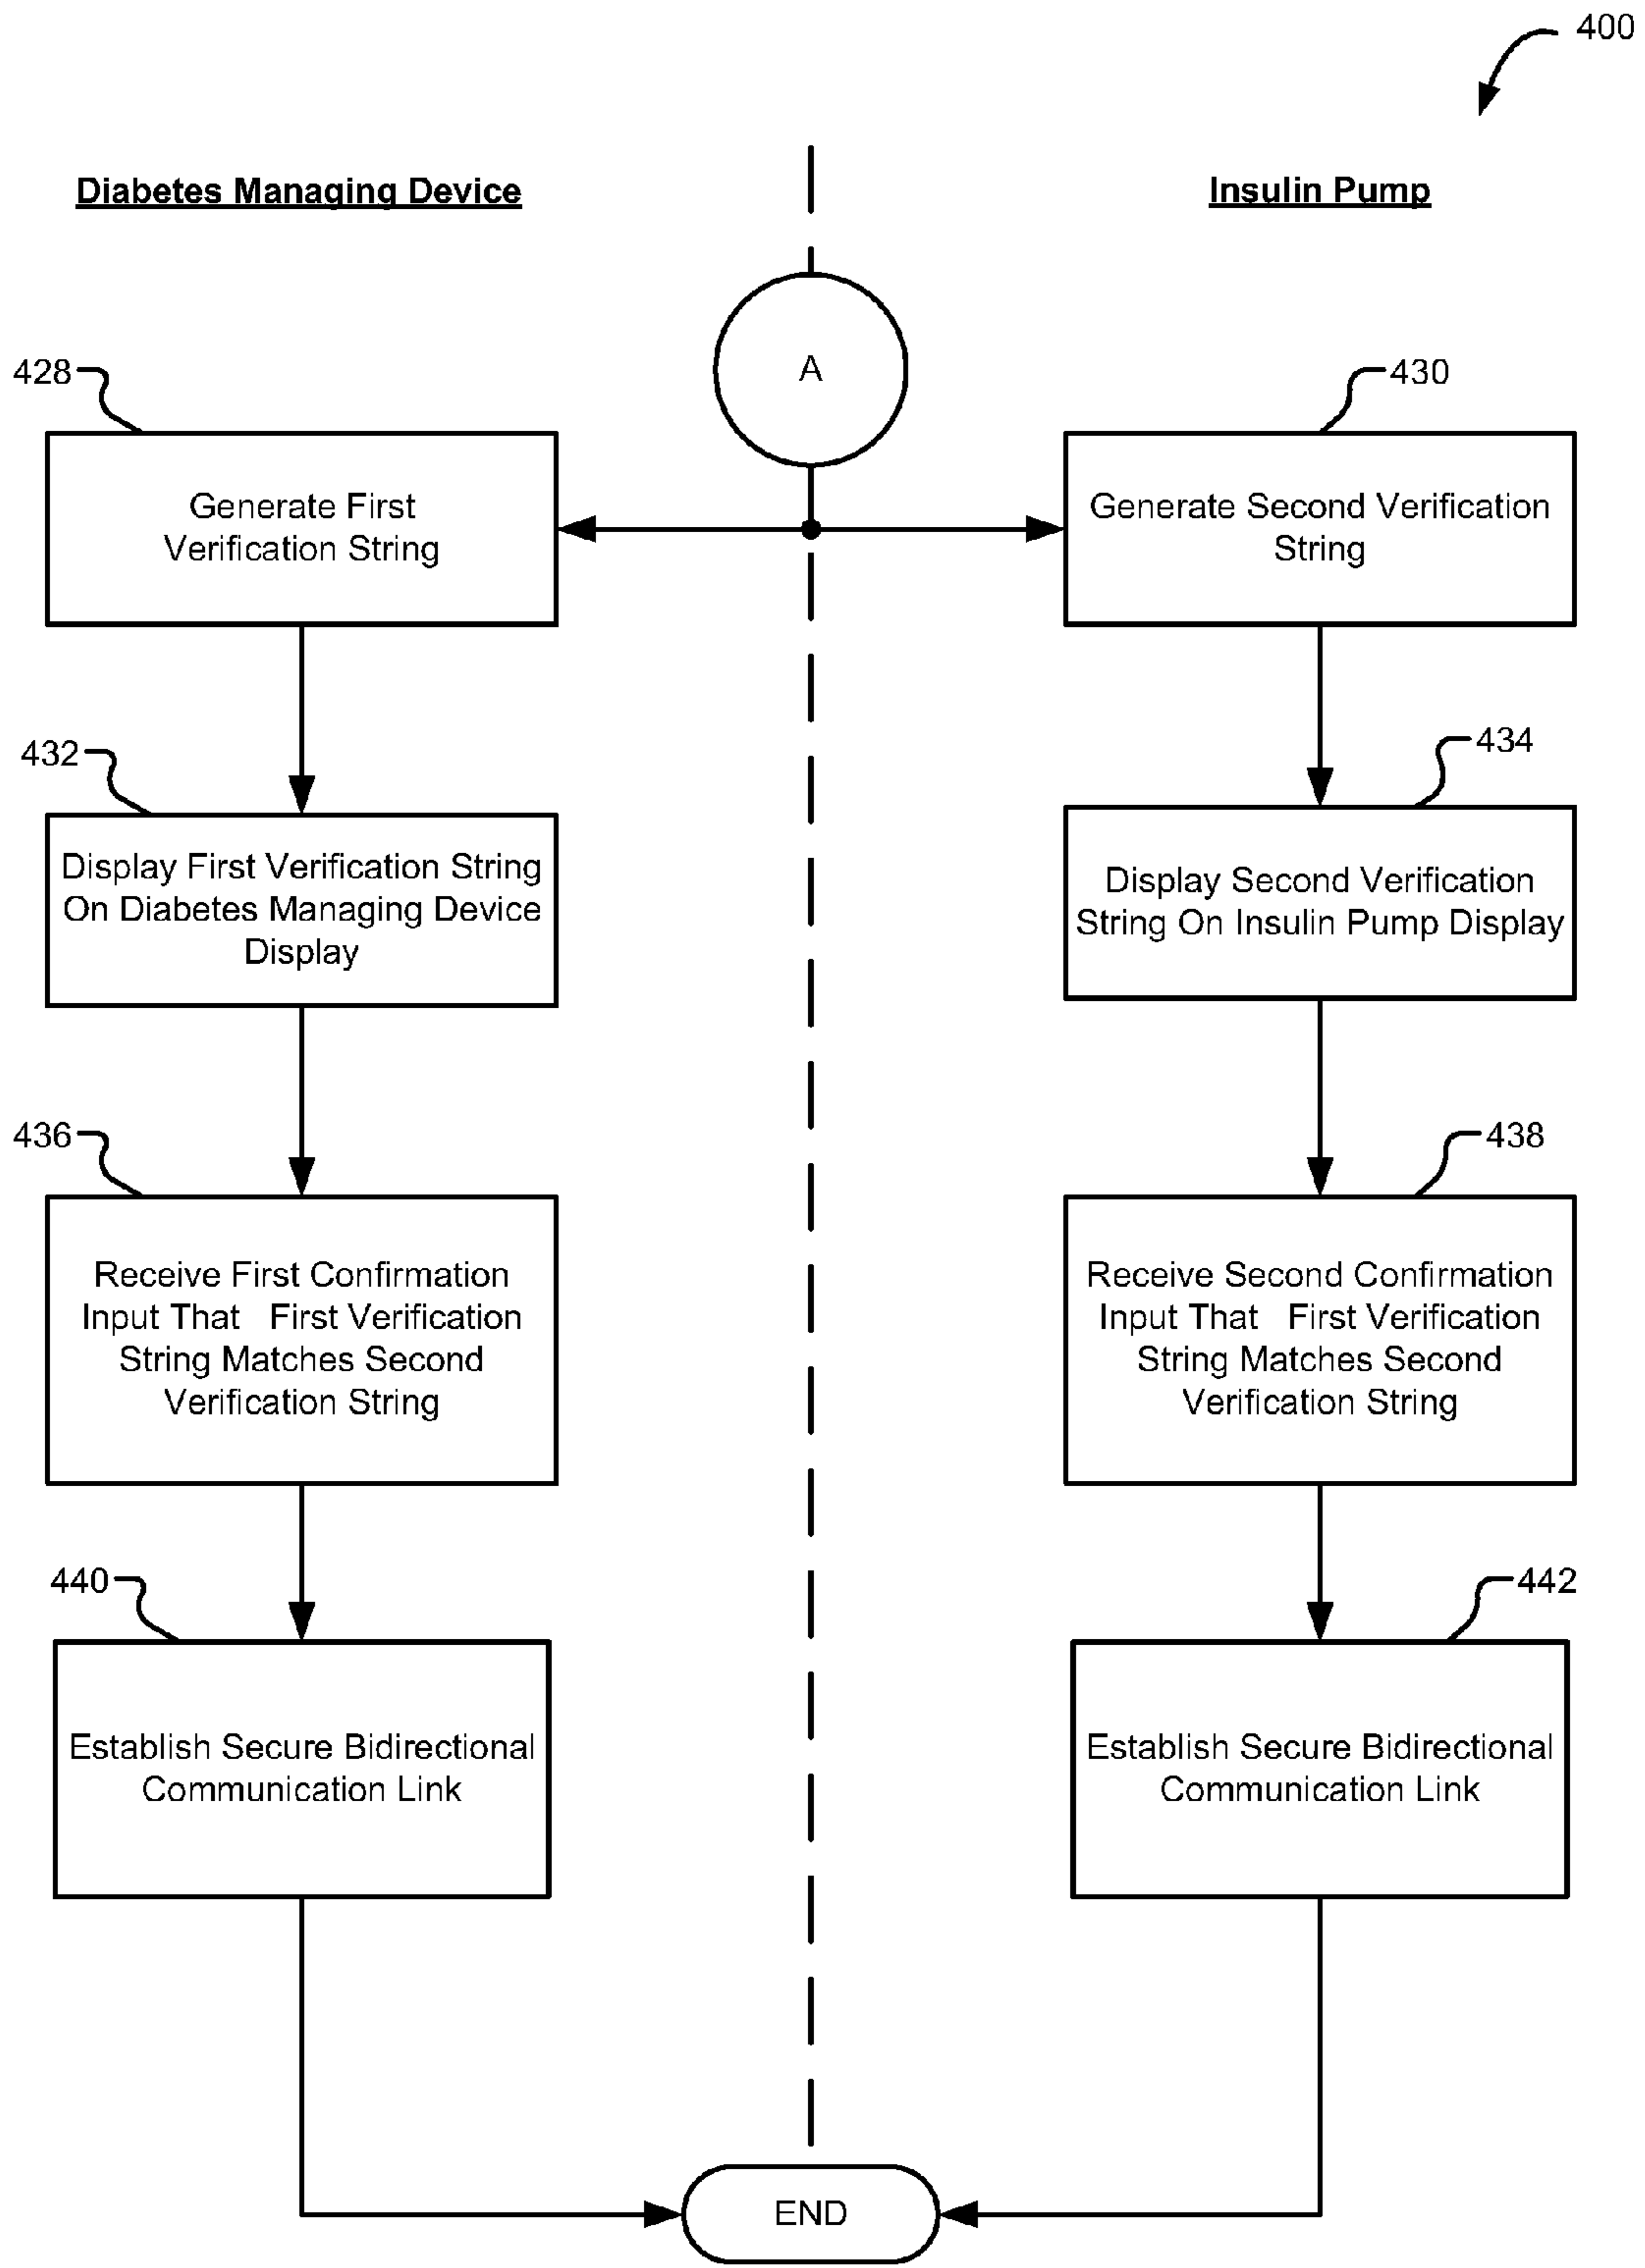 400
Diabetes Managing Device
Insulin Pump
A
428
430
Generate First
Verification String
Generate Second Verification
String
432
434
Display First Verification String
On Diabetes Managing Device
Display
Display Second Verification
String On Insulin Pump Display
436
438
Receive First Confirmation
Input That First Verification
String Matches Second
Verification String
Receive Second Confirmation
Input That First Verification
String Matches Second
Verification String
440
442
Establish Secure Bidirectional
Communication Link
Establish Secure Bidirectional
Communication Link
END